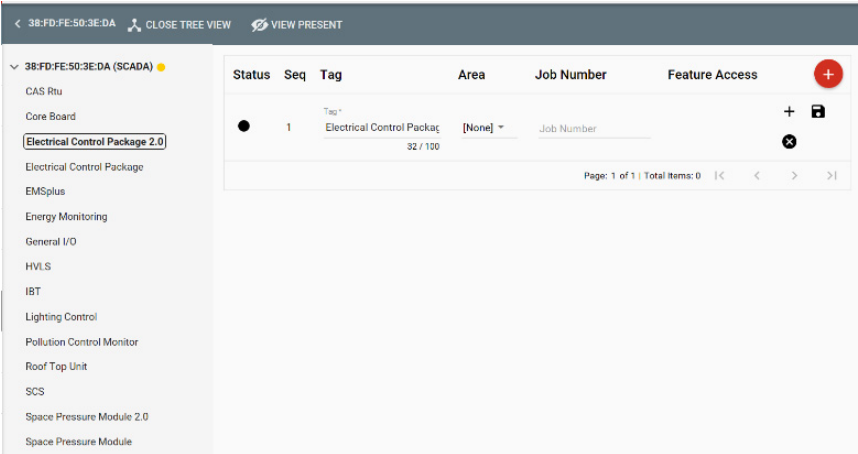 38:FD:FE:50:3E:DA CLOSE TREE VIEW VIEW PRESENT
38:FD:FE:50:3E:DA (SCADA)
CAS Rtu
Core Board
Electrical Control Package 2.0
Electrical Control Package
EMSplus
Energy Monitoring
General I/O
HVLS
IBT
Lighting Control
Pollution Control Monitor
Roof Top Unit
SCS
Space Pressure Module 2.0
Space Pressure Module
Status Seq Tag Area Job Number Feature Access
Tag*
1 Electrical Control Packag [None] Job Number
32 / 100
Page: 1 of 1 | Total Items: 0 |< < > >|